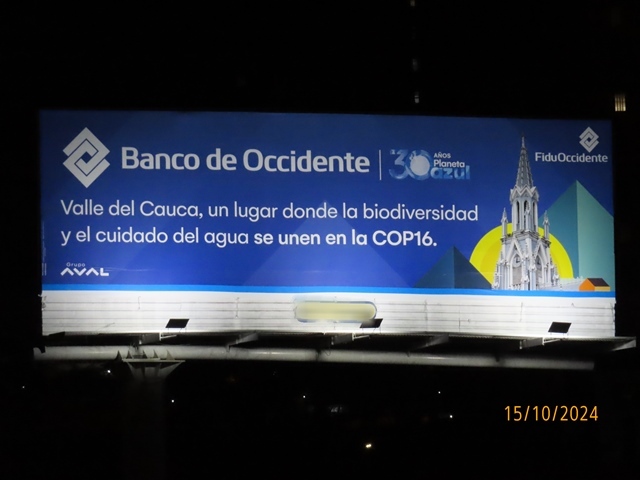 Banco de Occidente
30 AÑOS
Planeta
azul
FiduOccidente
Valle del Cauca, un lugar donde la biodiversidad
y el cuidado del agua se unen en la COP16.
Grupo
AVAL
15/10/2024